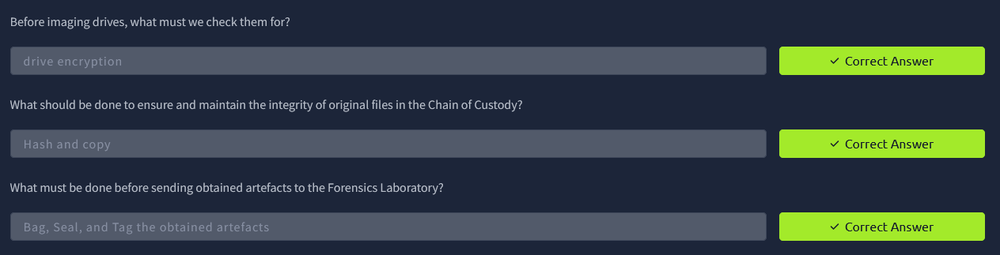 Before imaging drives, what must we check them for?
drive encryption
✓ Correct Answer
What should be done to ensure and maintain the integrity of original files in the Chain of Custody?
Hash and copy
✓ Correct Answer
What must be done before sending obtained artefacts to the Forensics Laboratory?
Bag, Seal, and Tag the obtained artefacts
✓ Correct Answer